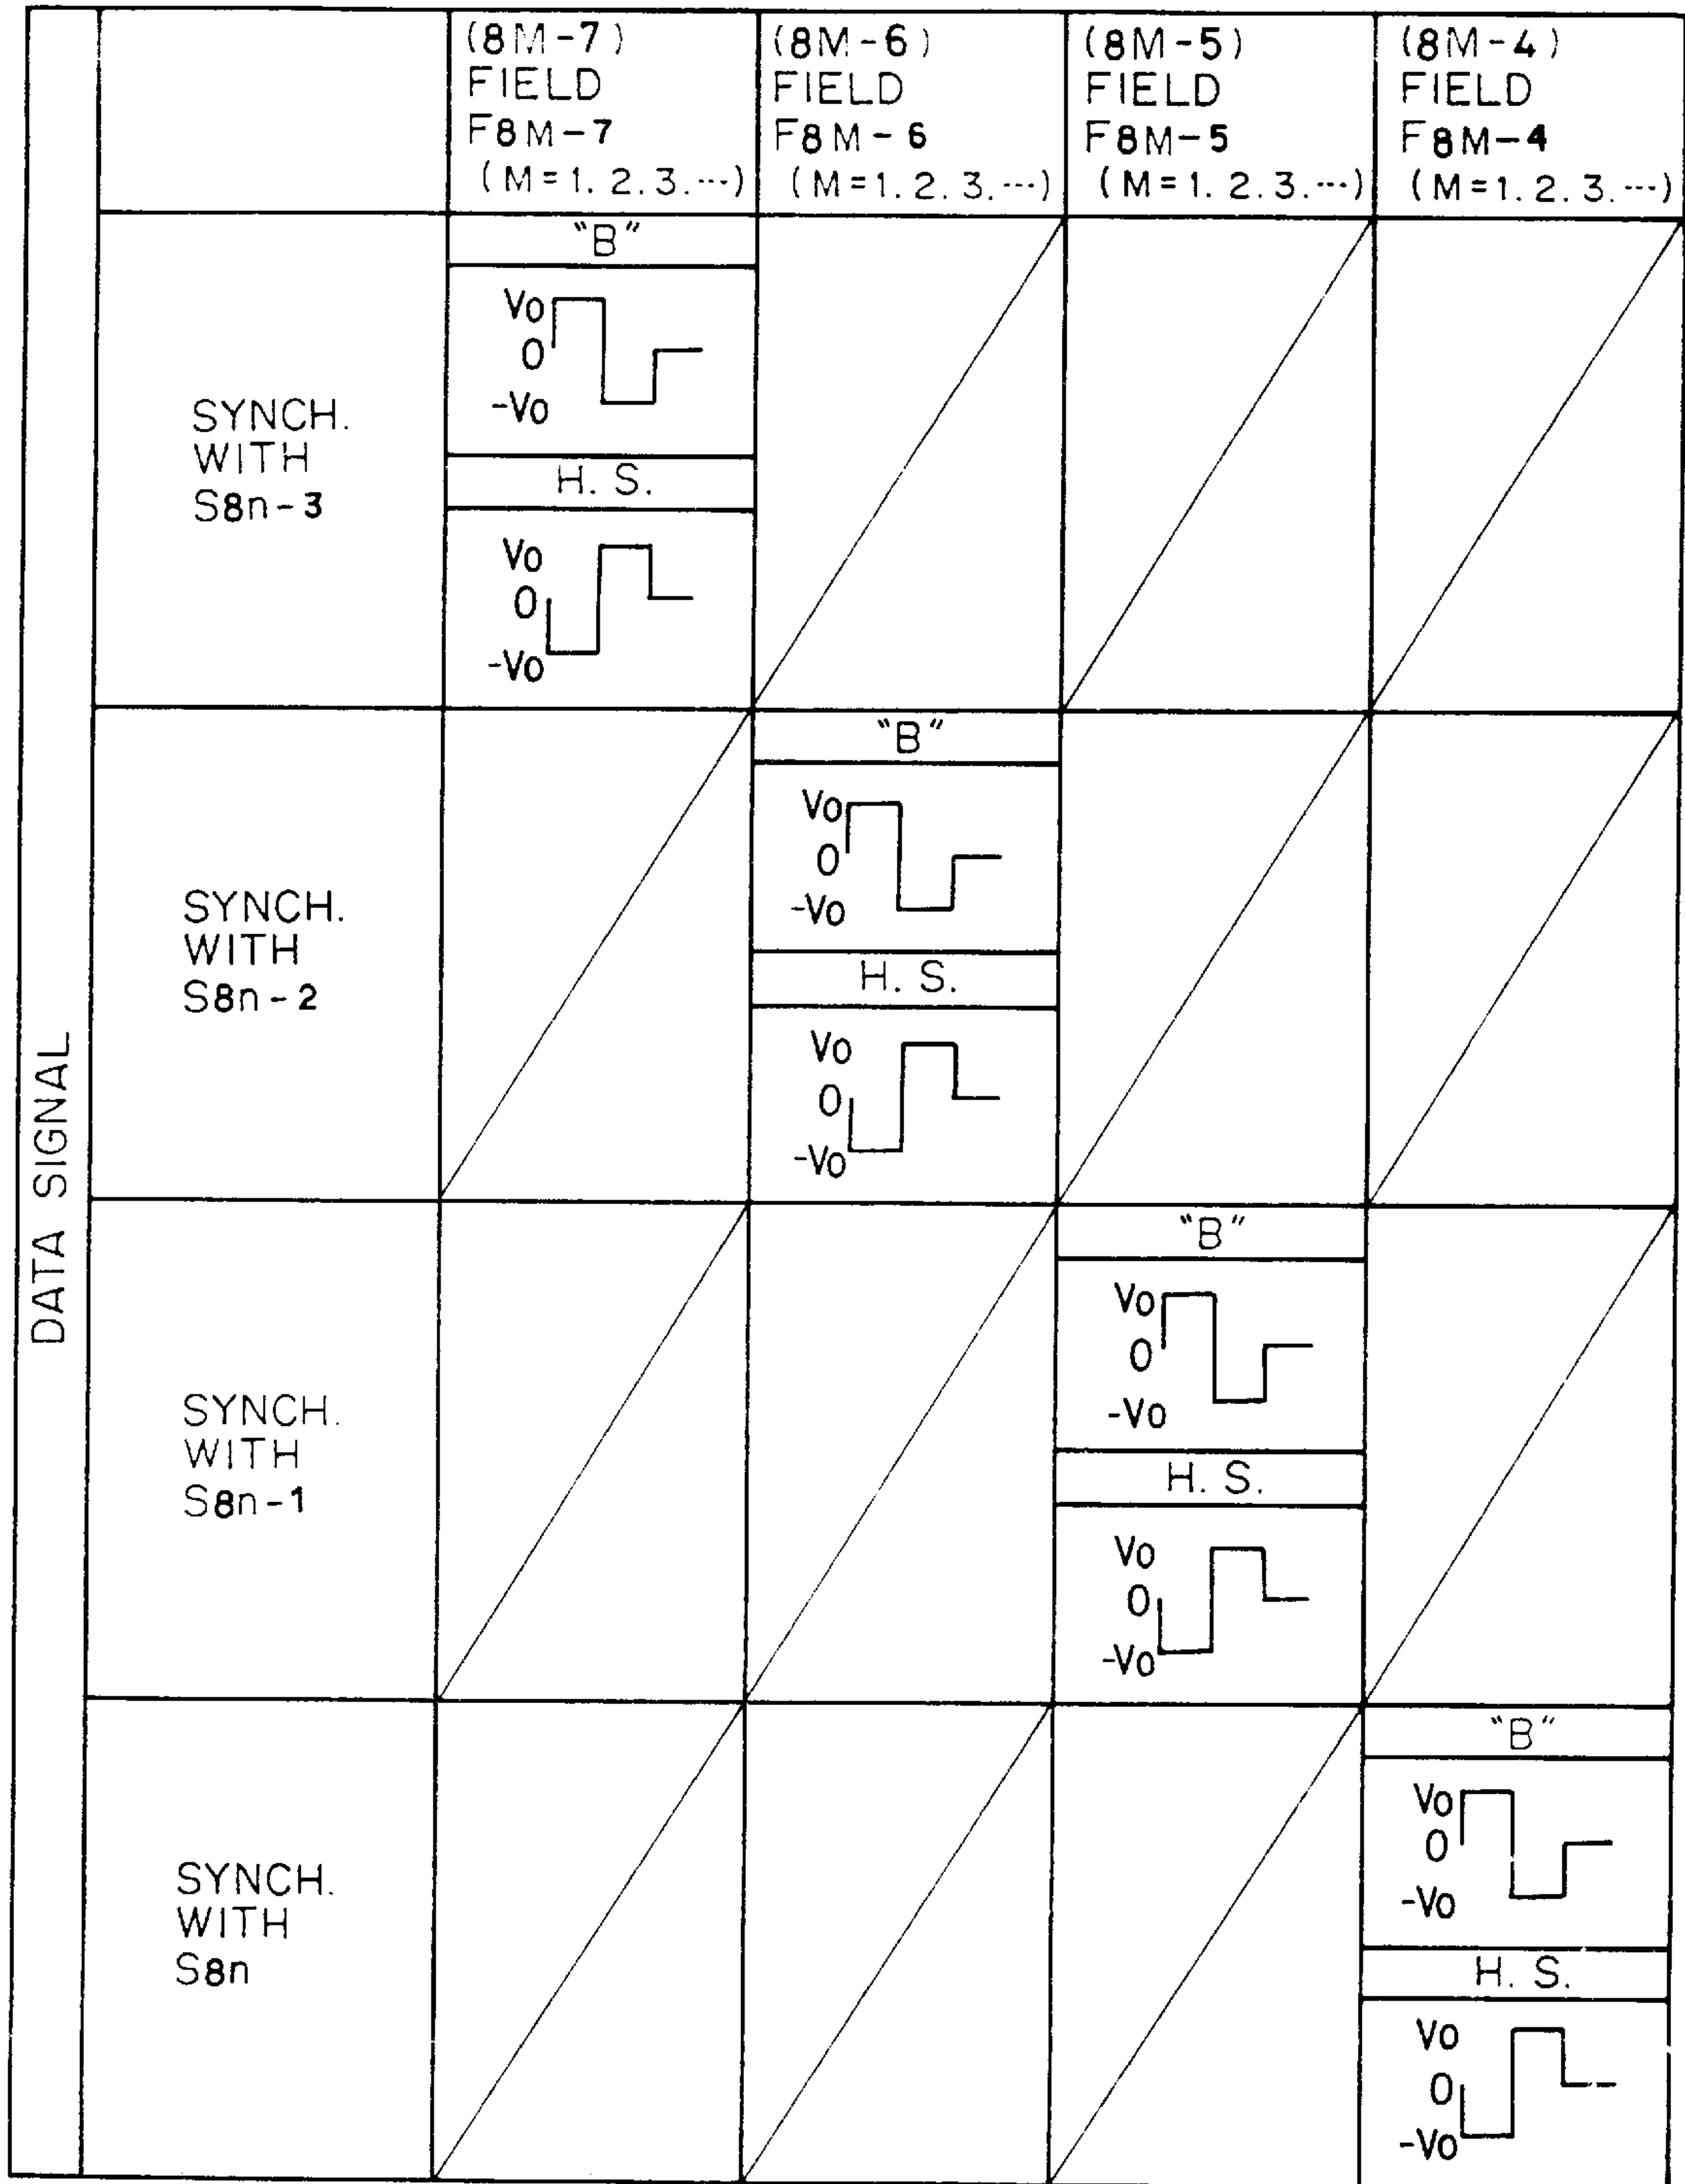 (8M-7)
FIELD
F8M-7
(M=1.2.3.---)
(8M-6)
FIELD
F8M-6
(M=1.2.3.---)
(8M-5)
FIELD
F8M-5
(M=1.2.3.---)
(8M-4)
FIELD
F8M-4
(M=1.2.3.---)
DATA SIGNAL
SYNCH.
WITH
S8n-3
"B"
Vo
0
-Vo
H. S.
Vo
0
-Vo
SYNCH.
WITH
S8n-2
"B"
Vo
0
-Vo
H. S.
Vo
0
-Vo
SYNCH.
WITH
S8n-1
"B"
Vo
0
-Vo
H. S.
Vo
0
-Vo
SYNCH.
WITH
S8n
"B"
Vo
0
-Vo
H. S.
Vo
0
-Vo